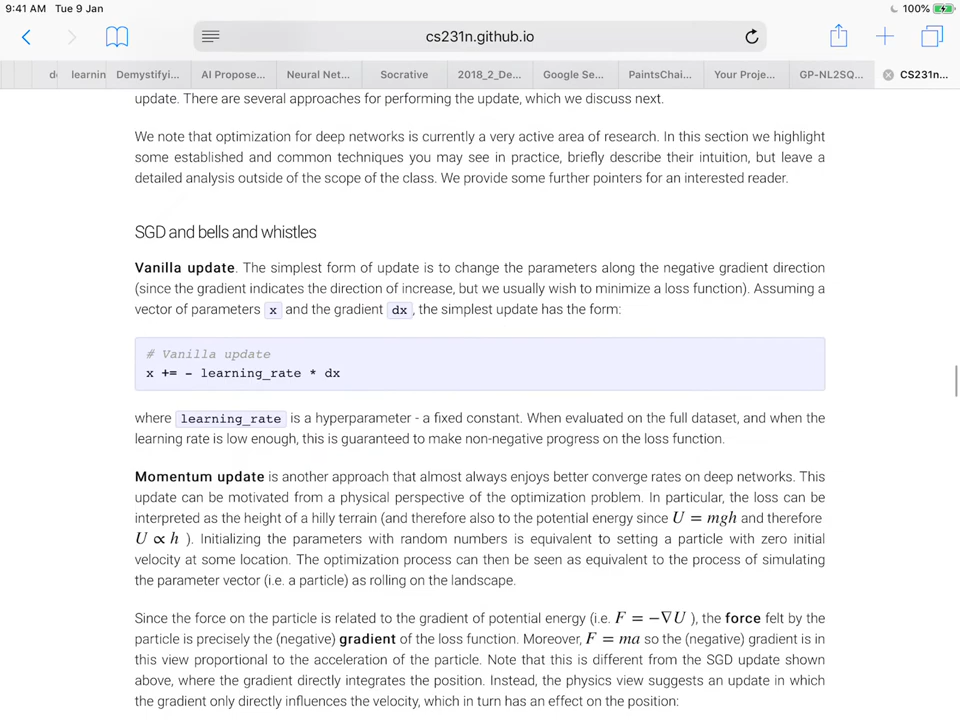 9:41 AM Tue 9 Jan
100%
cs231n.github.io
learnin
Demystifyi...
AI Propose...
Neural Net...
Socrative
2018_2_De...
Google Se...
PaintsChai...
Your Proje...
GP-NL2SQ...
CS231n...
update. There are several approaches for performing the update, which we discuss next.
We note that optimization for deep networks is currently a very active area of research. In this section we highlight
some established and common techniques you may see in practice, briefly describe their intuition, but leave a
detailed analysis outside of the scope of the class. We provide some further pointers for an interested reader.
SGD and bells and whistles
Vanilla update. The simplest form of update is to change the parameters along the negative gradient direction
(since the gradient indicates the direction of increase, but we usually wish to minimize a loss function). Assuming a
vector of parameters x and the gradient dx, the simplest update has the form:
# Vanilla update
x += - learning_rate * dx
where learning_rate is a hyperparameter - a fixed constant. When evaluated on the full dataset, and when the
learning rate is low enough, this is guaranteed to make non-negative progress on the loss function.
Momentum update is another approach that almost always enjoys better converge rates on deep networks. This
update can be motivated from a physical perspective of the optimization problem. In particular, the loss can be
interpreted as the height of a hilly terrain (and therefore also to the potential energy since U = mgh and therefore
U ∝ h ). Initializing the parameters with random numbers is equivalent to setting a particle with zero initial
velocity at some location. The optimization process can then be seen as equivalent to the process of simulating
the parameter vector (i.e. a particle) as rolling on the landscape.
Since the force on the particle is related to the gradient of potential energy (i.e. F = −∇U ), the force felt by the
particle is precisely the (negative) gradient of the loss function. Moreover, F = ma so the (negative) gradient is in
this view proportional to the acceleration of the particle. Note that this is different from the SGD update shown
above, where the gradient directly integrates the position. Instead, the physics view suggests an update in which
the gradient only directly influences the velocity, which in turn has an effect on the position: